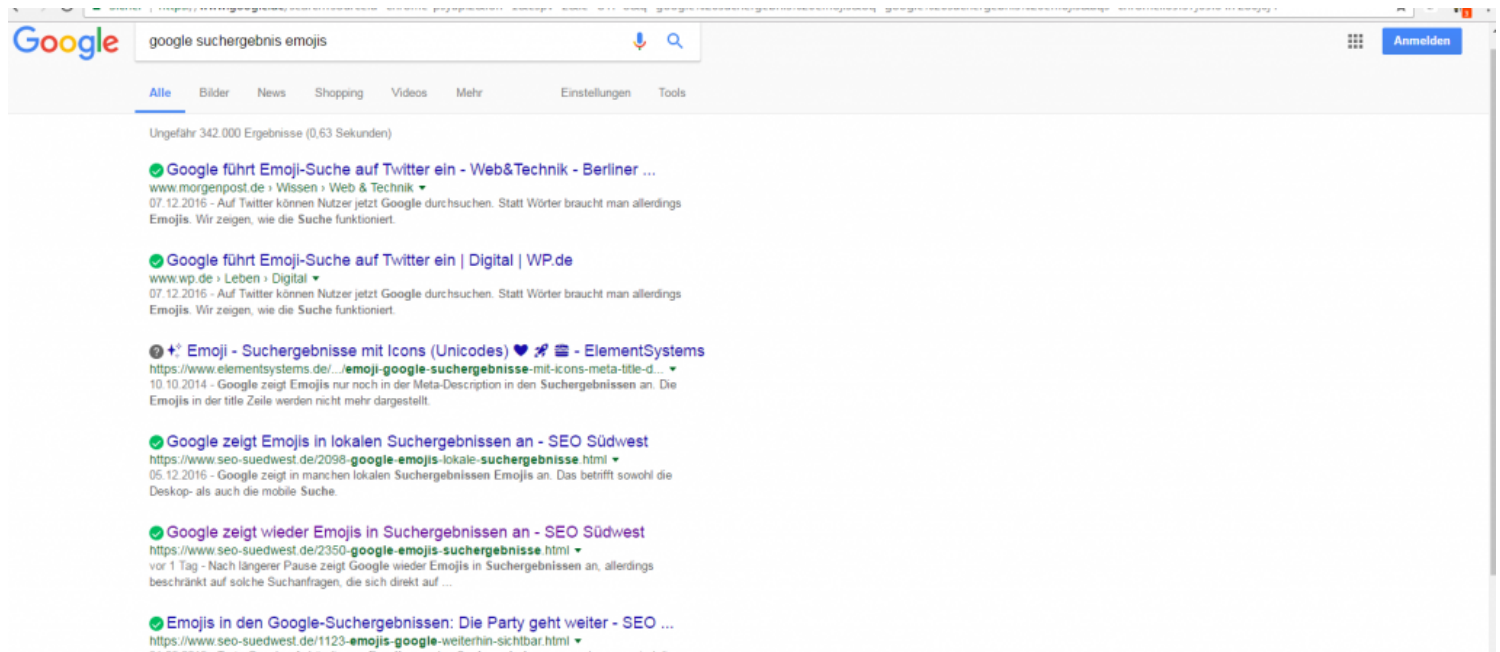 Google google suchergebnis emojis Anmelden
Alle Bilder News Shopping Videos Mehr Einstellungen Tools
Ungefähr 342.000 Ergebnisse (0,63 Sekunden)
Google führt Emoji-Suche auf Twitter ein - Web&Technik - Berliner ...
www.morgenpost.de › Wissen › Web & Technik ▼
07.12.2016 - Auf Twitter können Nutzer jetzt Google durchsuchen. Statt Wörter braucht man allerdings
Emojis. Wir zeigen, wie die Suche funktioniert.
Google führt Emoji-Suche auf Twitter ein | Digital | WP.de
www.wp.de › Leben › Digital ▼
07.12.2016 - Auf Twitter können Nutzer jetzt Google durchsuchen. Statt Wörter braucht man allerdings
Emojis. Wir zeigen, wie die Suche funktioniert.
Emoji - Suchergebnisse mit Icons (Unicodes) ♥ 🚀 🍔 - ElementSystems
https://www.elementsystems.de/.../emoji-google-suchergebnisse-mit-icons-meta-title-d... ▼
10.10.2014 - Google zeigt Emojis nur noch in der Meta-Description in den Suchergebnissen an. Die
Emojis in der title Zeile werden nicht mehr dargestellt.
Google zeigt Emojis in lokalen Suchergebnissen an - SEO Südwest
https://www.seo-suedwest.de/2098-google-emojis-lokale-suchergebnisse.html ▼
05.12.2016 - Google zeigt in manchen lokalen Suchergebnissen Emojis an. Das betrifft sowohl die
Deskop- als auch die mobile Suche.
Google zeigt wieder Emojis in Suchergebnissen an - SEO Südwest
https://www.seo-suedwest.de/2350-google-emojis-suchergebnisse.html ▼
vor 1 Tag - Nach längerer Pause zeigt Google wieder Emojis in Suchergebnissen an, allerdings
beschränkt auf solche Suchanfragen, die sich direkt auf ...
Emojis in den Google-Suchergebnissen: Die Party geht weiter - SEO ...
https://www.seo-suedwest.de/1123-emojis-google-weiterhin-sichtbar.html ▼